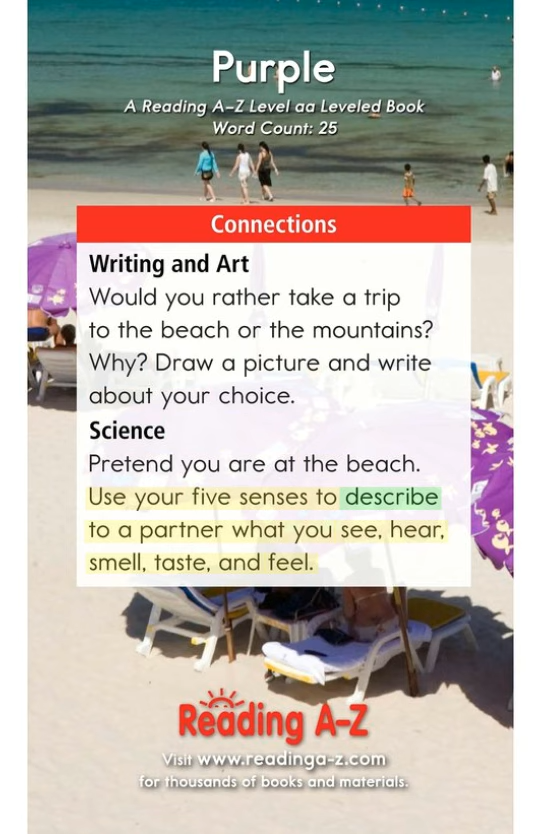 Purple
A Reading A–Z Level aa Leveled Book
Word Count: 25
Connections
Writing and Art
Would you rather take a trip
to the beach or the mountains?
Why? Draw a picture and write
about your choice.
Science
Pretend you are at the beach.
Use your five senses to describe
to a partner what you see, hear,
smell, taste, and feel.
Reading A–Z
Visit www.readinga-z.com
for thousands of books and materials.